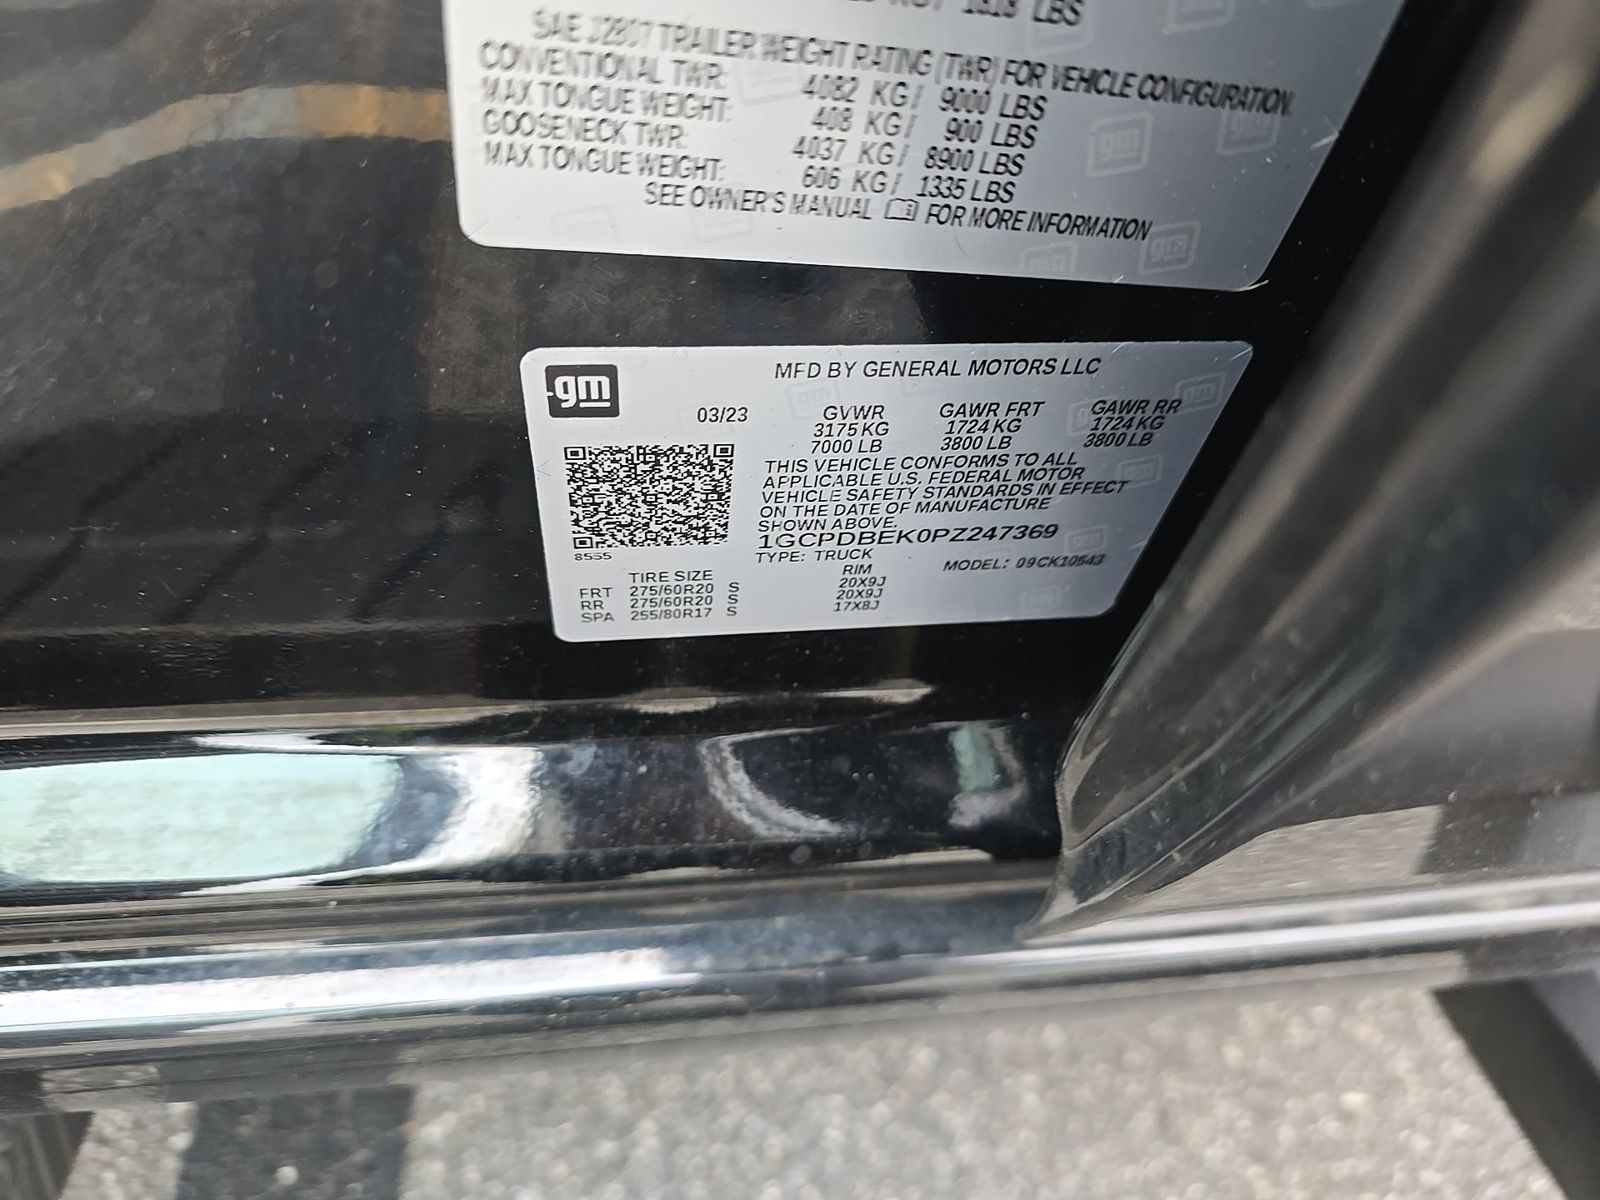 1313 LBS
SAE J2807 TRAILER WEIGHT RATING (TWR) FOR VEHICLE CONFIGURATION.
CONVENTIONAL TWR: 4082 KG / 9000 LBS
MAX TONGUE WEIGHT: 408 KG / 900 LBS
GOOSENECK TWR: 4037 KG / 8900 LBS
MAX TONGUE WEIGHT: 606 KG / 1335 LBS
SEE OWNER'S MANUAL FOR MORE INFORMATION
gm
MFD BY GENERAL MOTORS LLC
03/23 GVWR GAWR FRT GAWR RR
3175 KG 1724 KG 1724 KG
7000 LB 3800 LB 3800 LB
THIS VEHICLE CONFORMS TO ALL
APPLICABLE U.S. FEDERAL MOTOR
VEHICLE SAFETY STANDARDS IN EFFECT
ON THE DATE OF MANUFACTURE
SHOWN ABOVE.
1GCPDBEK0PZ247369
8555
TYPE: TRUCK MODEL: 09CK10543
TIRE SIZE RIM
FRT 275/60R20 S 20X9J
RR 275/60R20 S 20X9J
SPA 255/80R17 S 17X8J